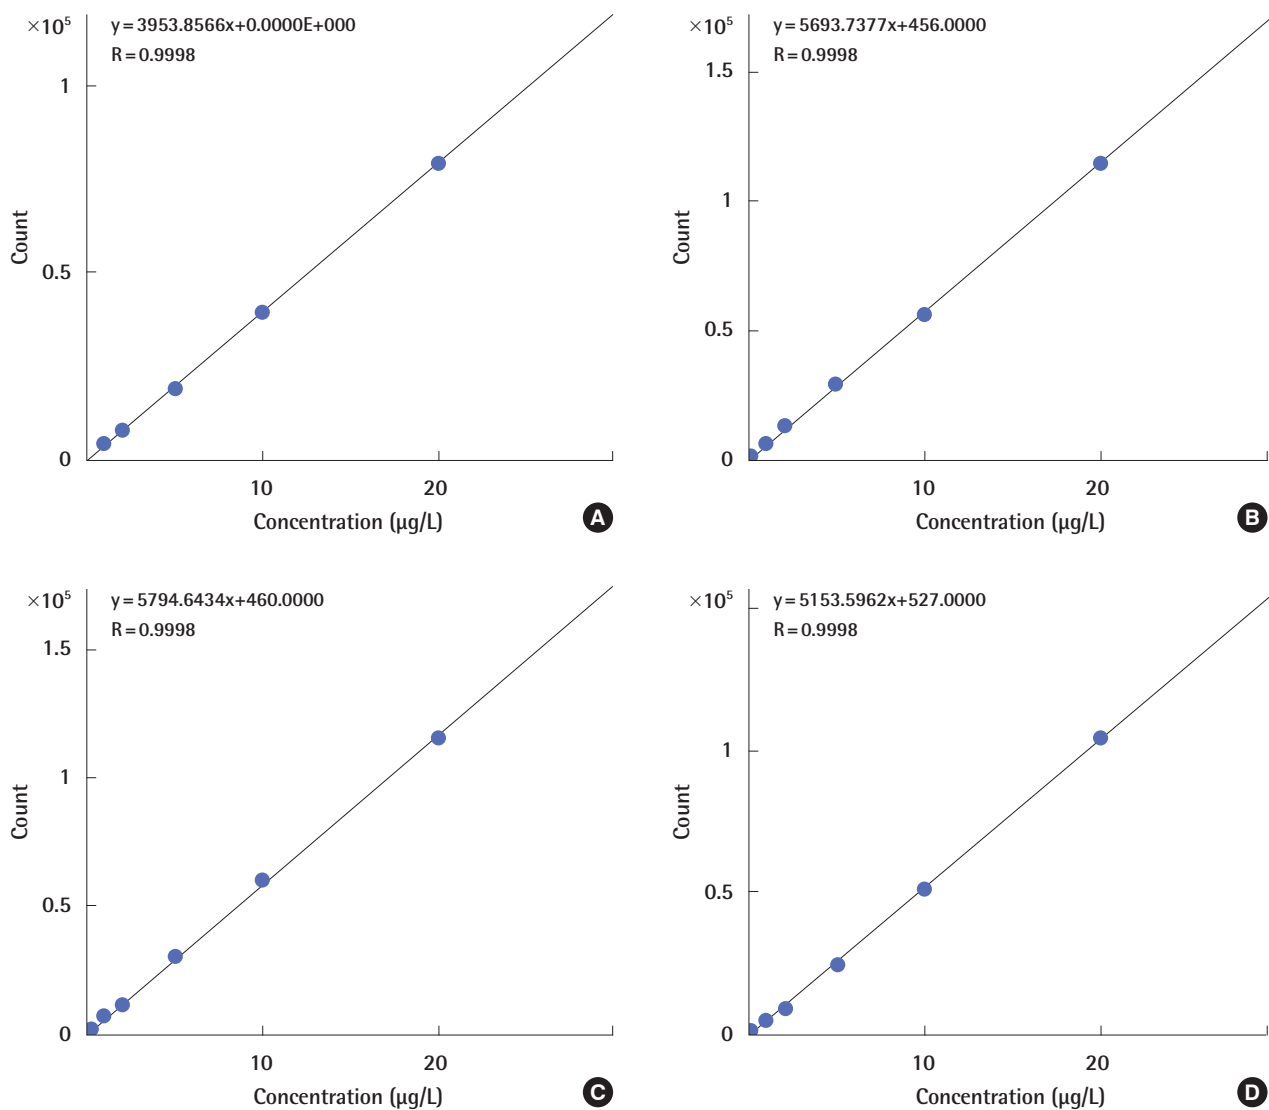 ×10⁵
y = 3953.8566x+0.0000E+000
R = 0.9998
1
0.5
0
Count
10
20
Concentration (µg/L)
A
×10⁵
y = 5693.7377x+456.0000
R = 0.9998
1.5
1
0.5
0
Count
10
20
Concentration (µg/L)
B
×10⁵
y = 5794.6434x+460.0000
R = 0.9998
1.5
1
0.5
0
Count
10
20
Concentration (µg/L)
C
×10⁵
y = 5153.5962x+527.0000
R = 0.9998
1
0.5
0
Count
10
20
Concentration (µg/L)
D